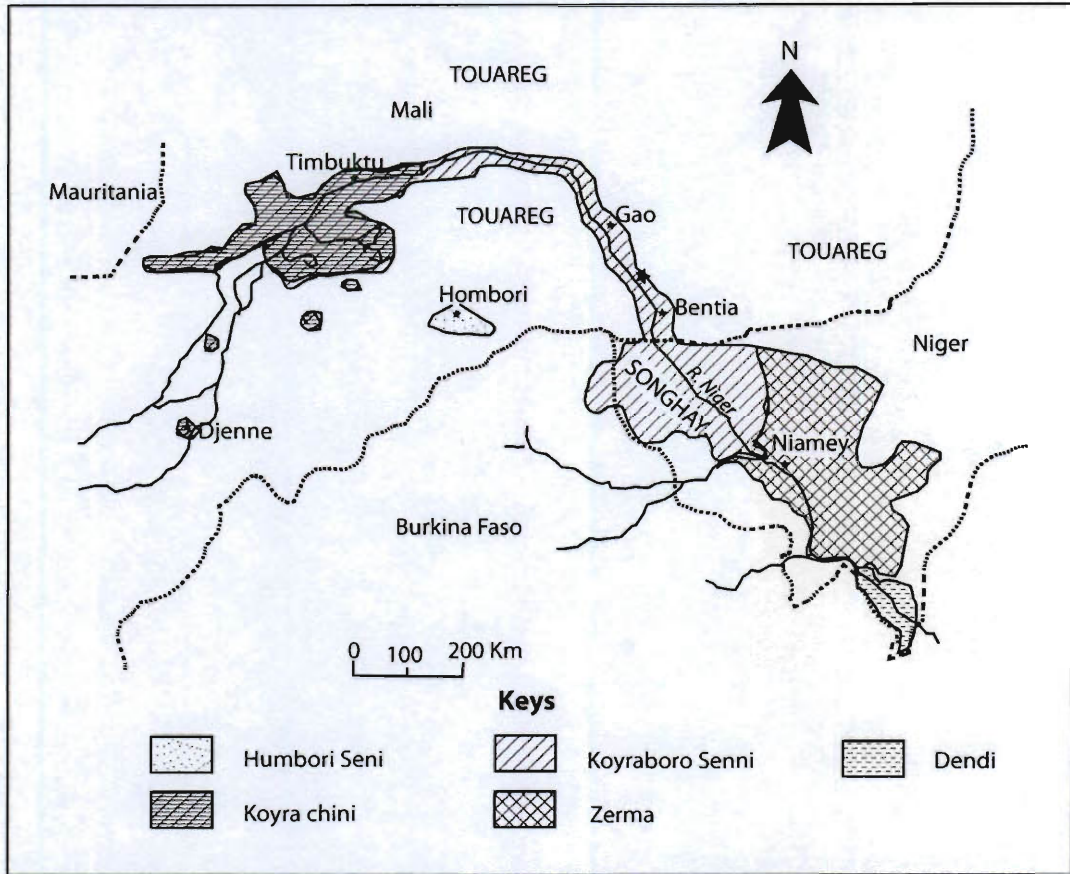 N
TOUAREG
Mali
Timbuktu
Mauritania
TOUAREG
Gao
TOUAREG
Hombori
Bentia
Niger
SONGHAY
R. Niger
Djenne
Niamey
Burkina Faso
0 100 200 Km
Keys
Humbori Seni
Koyraboro Senni
Dendi
Koyra chini
Zerma